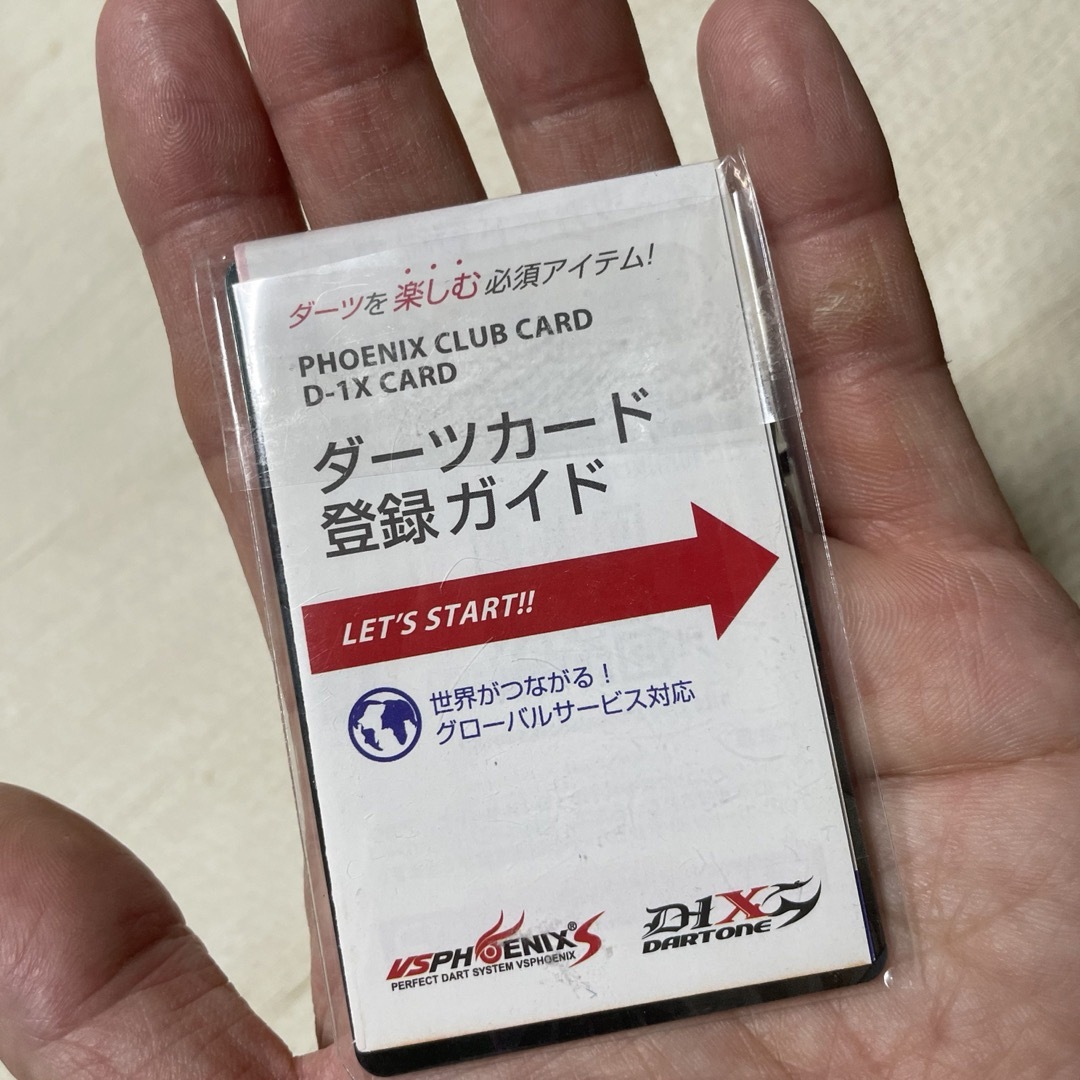 ダーツを楽しむ必須アイテム!
PHOENIX CLUB CARD
D-1X CARD
ダーツカード
登録ガイド
LET'S START!!
世界がつながる!
グローバルサービス対応
VSPHOENIX® S
PERFECT DART SYSTEM VSPHOENIX
D-1X
DARTONE